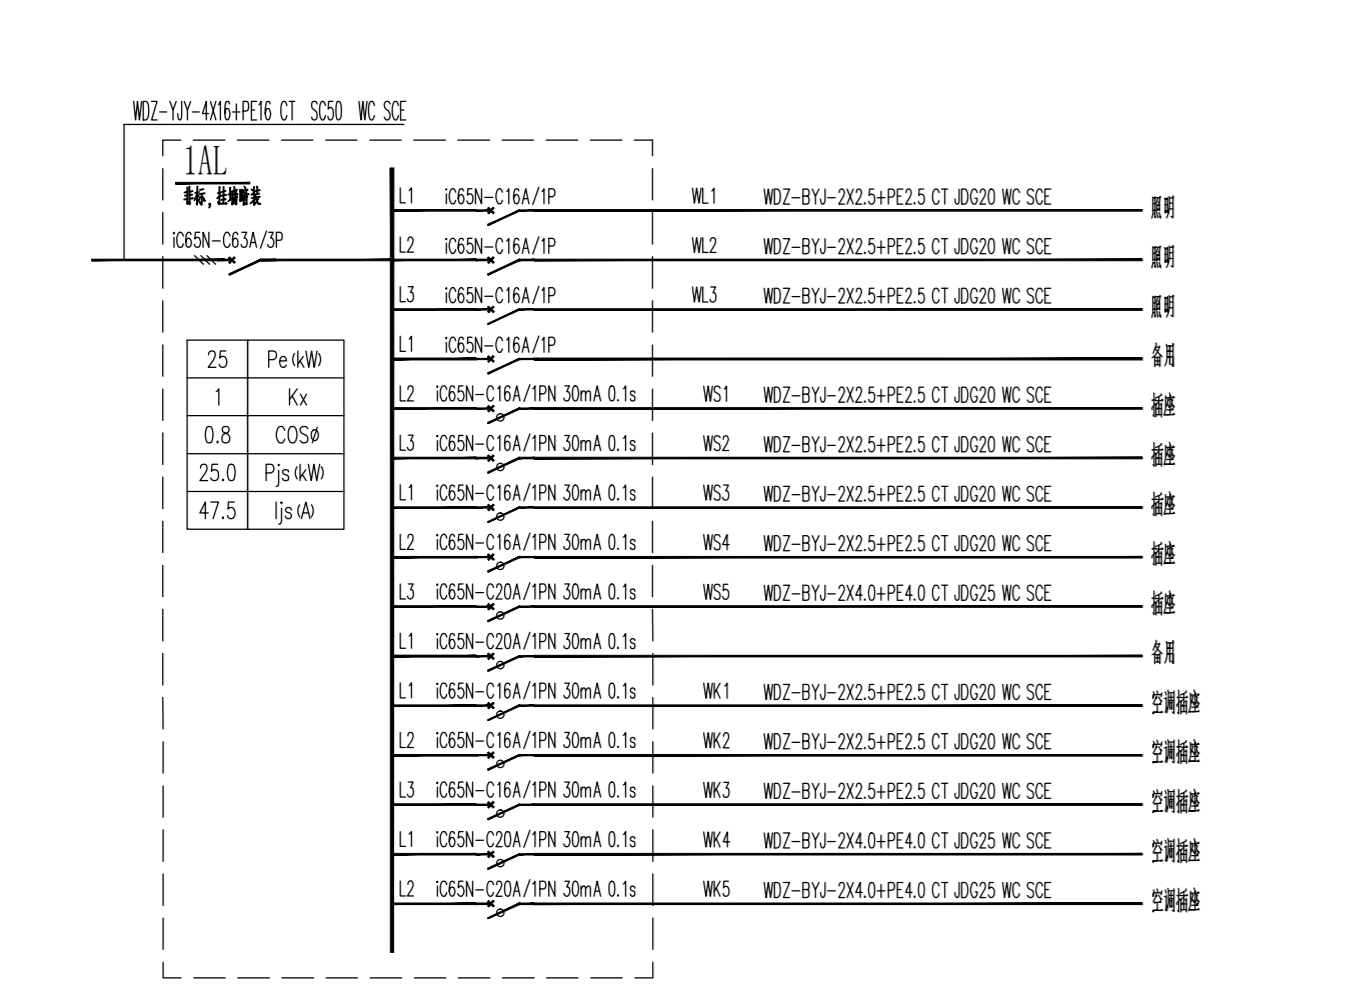 WDZ-YJY-4X16+PE16 CT SC50 WC SCE
1AL
非标,挂墙暗装
iC65N-C63A/3P
L1 iC65N-C16A/1P WL1 WDZ-BYJ-2X2.5+PE2.5 CT JDG20 WC SCE 照明
L2 iC65N-C16A/1P WL2 WDZ-BYJ-2X2.5+PE2.5 CT JDG20 WC SCE 照明
L3 iC65N-C16A/1P WL3 WDZ-BYJ-2X2.5+PE2.5 CT JDG20 WC SCE 照明
L1 iC65N-C16A/1P 备用
L2 iC65N-C16A/1PN 30mA 0.1s WS1 WDZ-BYJ-2X2.5+PE2.5 CT JDG20 WC SCE 插座
L3 iC65N-C16A/1PN 30mA 0.1s WS2 WDZ-BYJ-2X2.5+PE2.5 CT JDG20 WC SCE 插座
L1 iC65N-C16A/1PN 30mA 0.1s WS3 WDZ-BYJ-2X2.5+PE2.5 CT JDG20 WC SCE 插座
L2 iC65N-C16A/1PN 30mA 0.1s WS4 WDZ-BYJ-2X2.5+PE2.5 CT JDG20 WC SCE 插座
L3 iC65N-C20A/1PN 30mA 0.1s WS5 WDZ-BYJ-2X4.0+PE4.0 CT JDG25 WC SCE 插座
L1 iC65N-C20A/1PN 30mA 0.1s 备用
L1 iC65N-C16A/1PN 30mA 0.1s WK1 WDZ-BYJ-2X2.5+PE2.5 CT JDG20 WC SCE 空调插座
L2 iC65N-C16A/1PN 30mA 0.1s WK2 WDZ-BYJ-2X2.5+PE2.5 CT JDG20 WC SCE 空调插座
L3 iC65N-C16A/1PN 30mA 0.1s WK3 WDZ-BYJ-2X2.5+PE2.5 CT JDG20 WC SCE 空调插座
L1 iC65N-C20A/1PN 30mA 0.1s WK4 WDZ-BYJ-2X4.0+PE4.0 CT JDG25 WC SCE 空调插座
L2 iC65N-C20A/1PN 30mA 0.1s WK5 WDZ-BYJ-2X4.0+PE4.0 CT JDG25 WC SCE 空调插座
25 Pe(kW)
1 Kx
0.8 COSø
25.0 Pjs(kW)
47.5 Ijs(A)